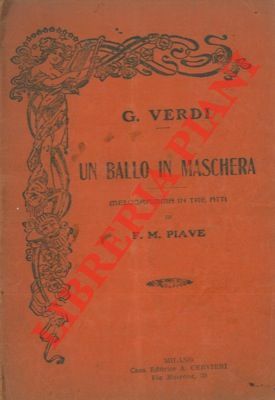 G. VERDI
UN BALLO IN MASCHERA
MELODRAMMA IN TRE ATTI
DI
F. M. PIAVE
LIBRERIA PIANI
MILANO
Casa Editrice A. CERVIERI